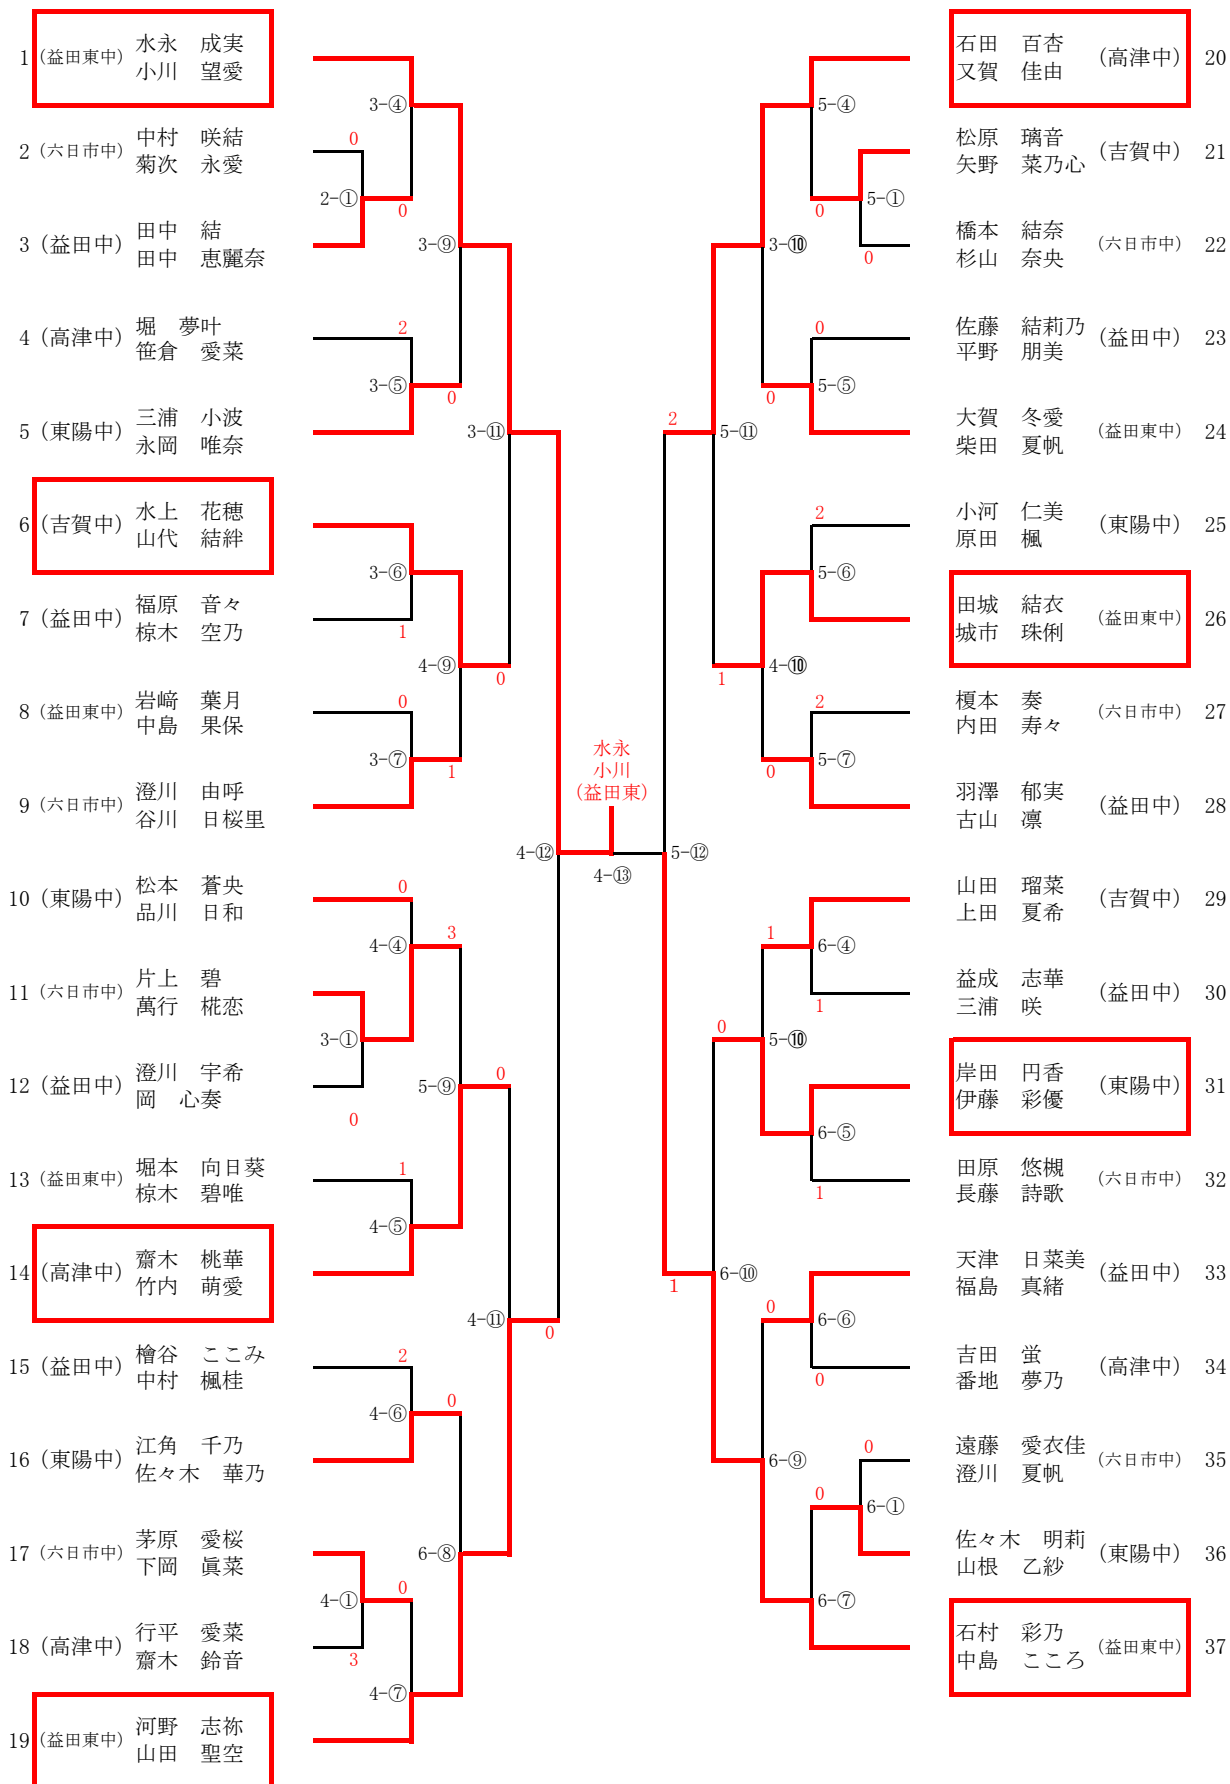 1 (益田東中) 水永 成実
小川 望愛
2 (六日市中) 中村 咲結
菊次 永愛
3 (益田中) 田中 結
田中 恵麗奈
4 (高津中) 堀 夢叶
笹倉 愛菜
5 (東陽中) 三浦 小波
永岡 唯奈
6 (吉賀中) 水上 花穂
山代 結絆
7 (益田中) 福原 音々
椋木 空乃
8 (益田東中) 岩﨑 葉月
中島 果保
9 (六日市中) 澄川 由呼
谷川 日桜里
10 (東陽中) 松本 蒼央
品川 日和
11 (六日市中) 片上 碧
萬行 椛恋
12 (益田中) 澄川 宇希
岡 心奏
13 (益田東中) 堀本 向日葵
椋木 碧唯
14 (高津中) 齋木 桃華
竹内 萌愛
15 (益田中) 檜谷 ここみ
中村 楓桂
16 (東陽中) 江角 千乃
佐々木 華乃
17 (六日市中) 茅原 愛桜
下岡 眞菜
18 (高津中) 行平 愛菜
齋木 鈴音
19 (益田東中) 河野 志祢
山田 聖空
3-④
0
2-①
0
3-⑨
2
3-⑤
0
3-⑪
3-⑥
1
4-⑨
0
0
3-⑦
1
4-⑫
0
4-④
3
3-①
0
5-⑨
0
1
4-⑤
4-⑪
0
2
4-⑥
0
6-⑧
4-①
0
3
4-⑦
水永
小川
(益田東)
4-⑬
5-④
0
5-①
0
3-⑩
0
5-⑤
0
2
5-⑪
2
5-⑥
4-⑩
1
2
5-⑦
0
5-⑫
1
6-④
1
0
5-⑩
6-⑤
1
6-⑩
1
0
6-⑥
0
6-⑨
0
6-①
0
6-⑦
石田 百杏 (高津中) 20
又賀 佳由
松原 璃音 (吉賀中) 21
矢野 菜乃心
橋本 結奈 (六日市中) 22
杉山 奈央
佐藤 結莉乃 (益田中) 23
平野 朋美
大賀 冬愛 (益田東中) 24
柴田 夏帆
小河 仁美 (東陽中) 25
原田 楓
田城 結衣 (益田東中) 26
城市 珠俐
榎本 奏 (六日市中) 27
内田 寿々
羽澤 郁実 (益田中) 28
古山 凛
山田 瑠菜 (吉賀中) 29
上田 夏希
益成 志華 (益田中) 30
三浦 咲
岸田 円香 (東陽中) 31
伊藤 彩優
田原 悠槻 (六日市中) 32
長藤 詩歌
天津 日菜美 (益田中) 33
福島 真緒
吉田 蛍 (高津中) 34
番地 夢乃
遠藤 愛衣佳 (六日市中) 35
澄川 夏帆
佐々木 明莉 (東陽中) 36
山根 乙紗
石村 彩乃 (益田東中) 37
中島 こころ